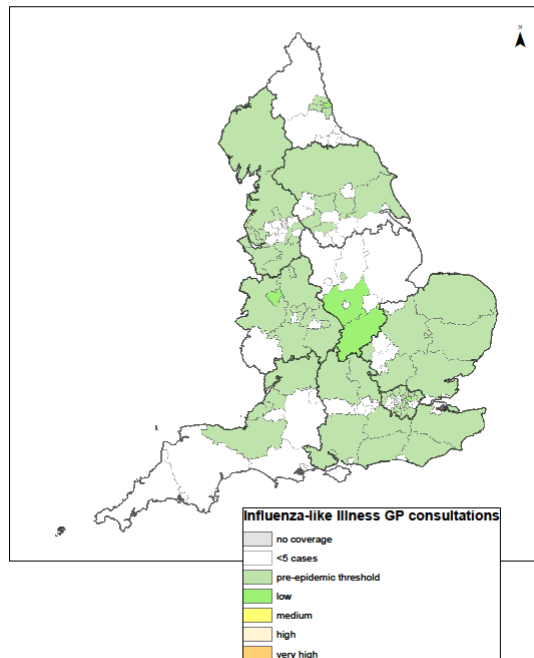 N
Influenza-like Illness GP consultations
no coverage
<5 cases
pre-epidemic threshold
low
medium
high
very high